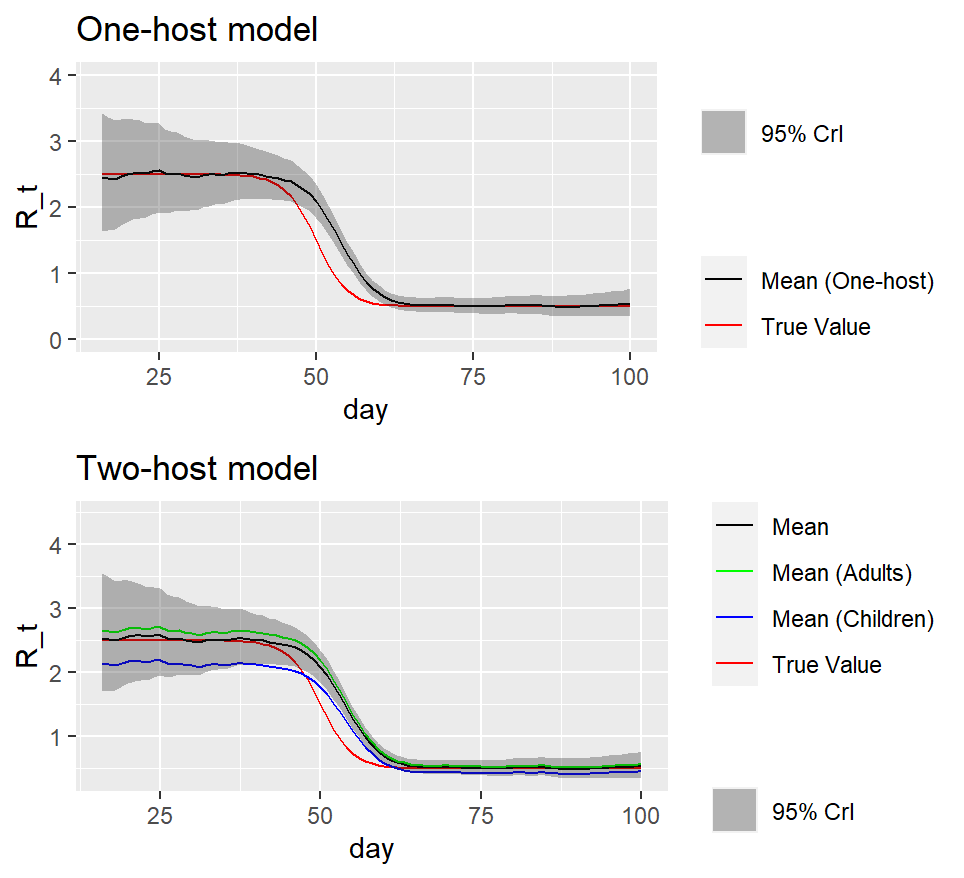 One-host model
4
3
2
1
0
R_t
25 50 75 100
day
95% CrI
Mean (One-host)
True Value
Two-host model
4
3
2
1
R_t
25 50 75 100
day
Mean
Mean (Adults)
Mean (Children)
True Value
95% CrI